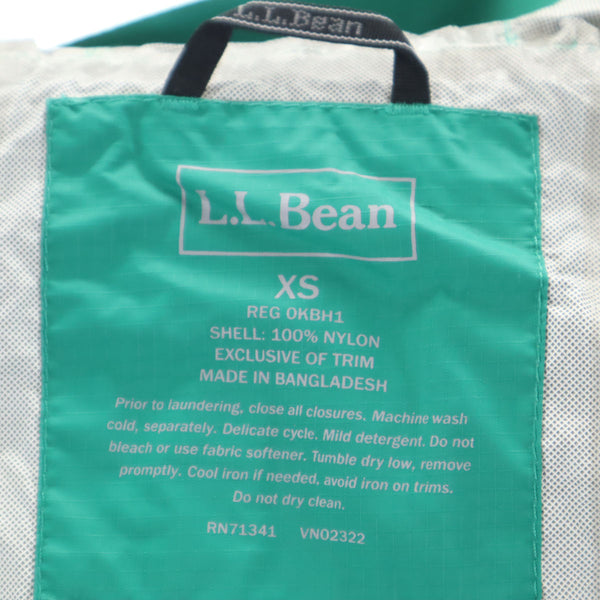 L.L.Bean
L.L.Bean
XS
REG 0KBH1
SHELL: 100% NYLON
EXCLUSIVE OF TRIM
MADE IN BANGLADESH
Prior to laundering, close all closures. Machine wash
cold, separately. Delicate cycle. Mild detergent. Do not
bleach or use fabric softener. Tumble dry low, remove
promptly. Cool iron if needed, avoid iron on trims.
Do not dry clean.
RN71341 VN02322